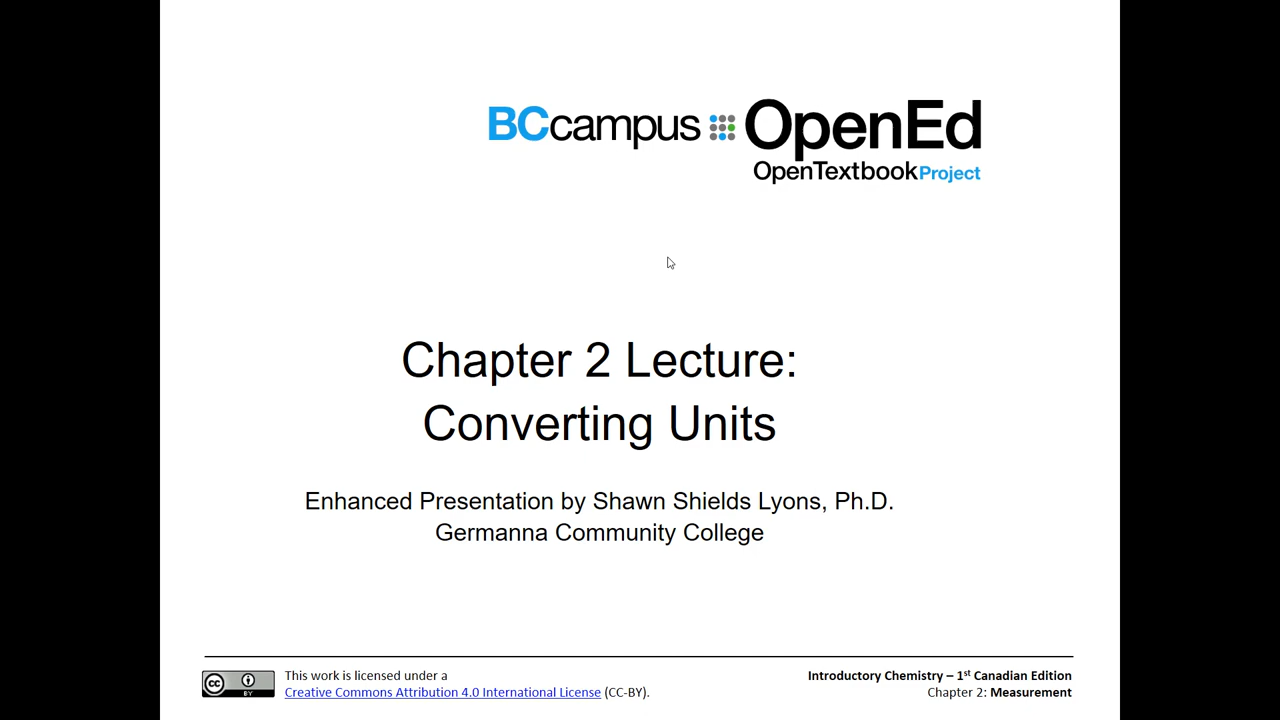 BCcampus OpenEd
OpenTextbookProject
Chapter 2 Lecture:
Converting Units
Enhanced Presentation by Shawn Shields Lyons, Ph.D.
Germanna Community College
This work is licensed under a
Creative Commons Attribution 4.0 International License (CC-BY).
cc BY
Introductory Chemistry – 1st Canadian Edition
Chapter 2: Measurement